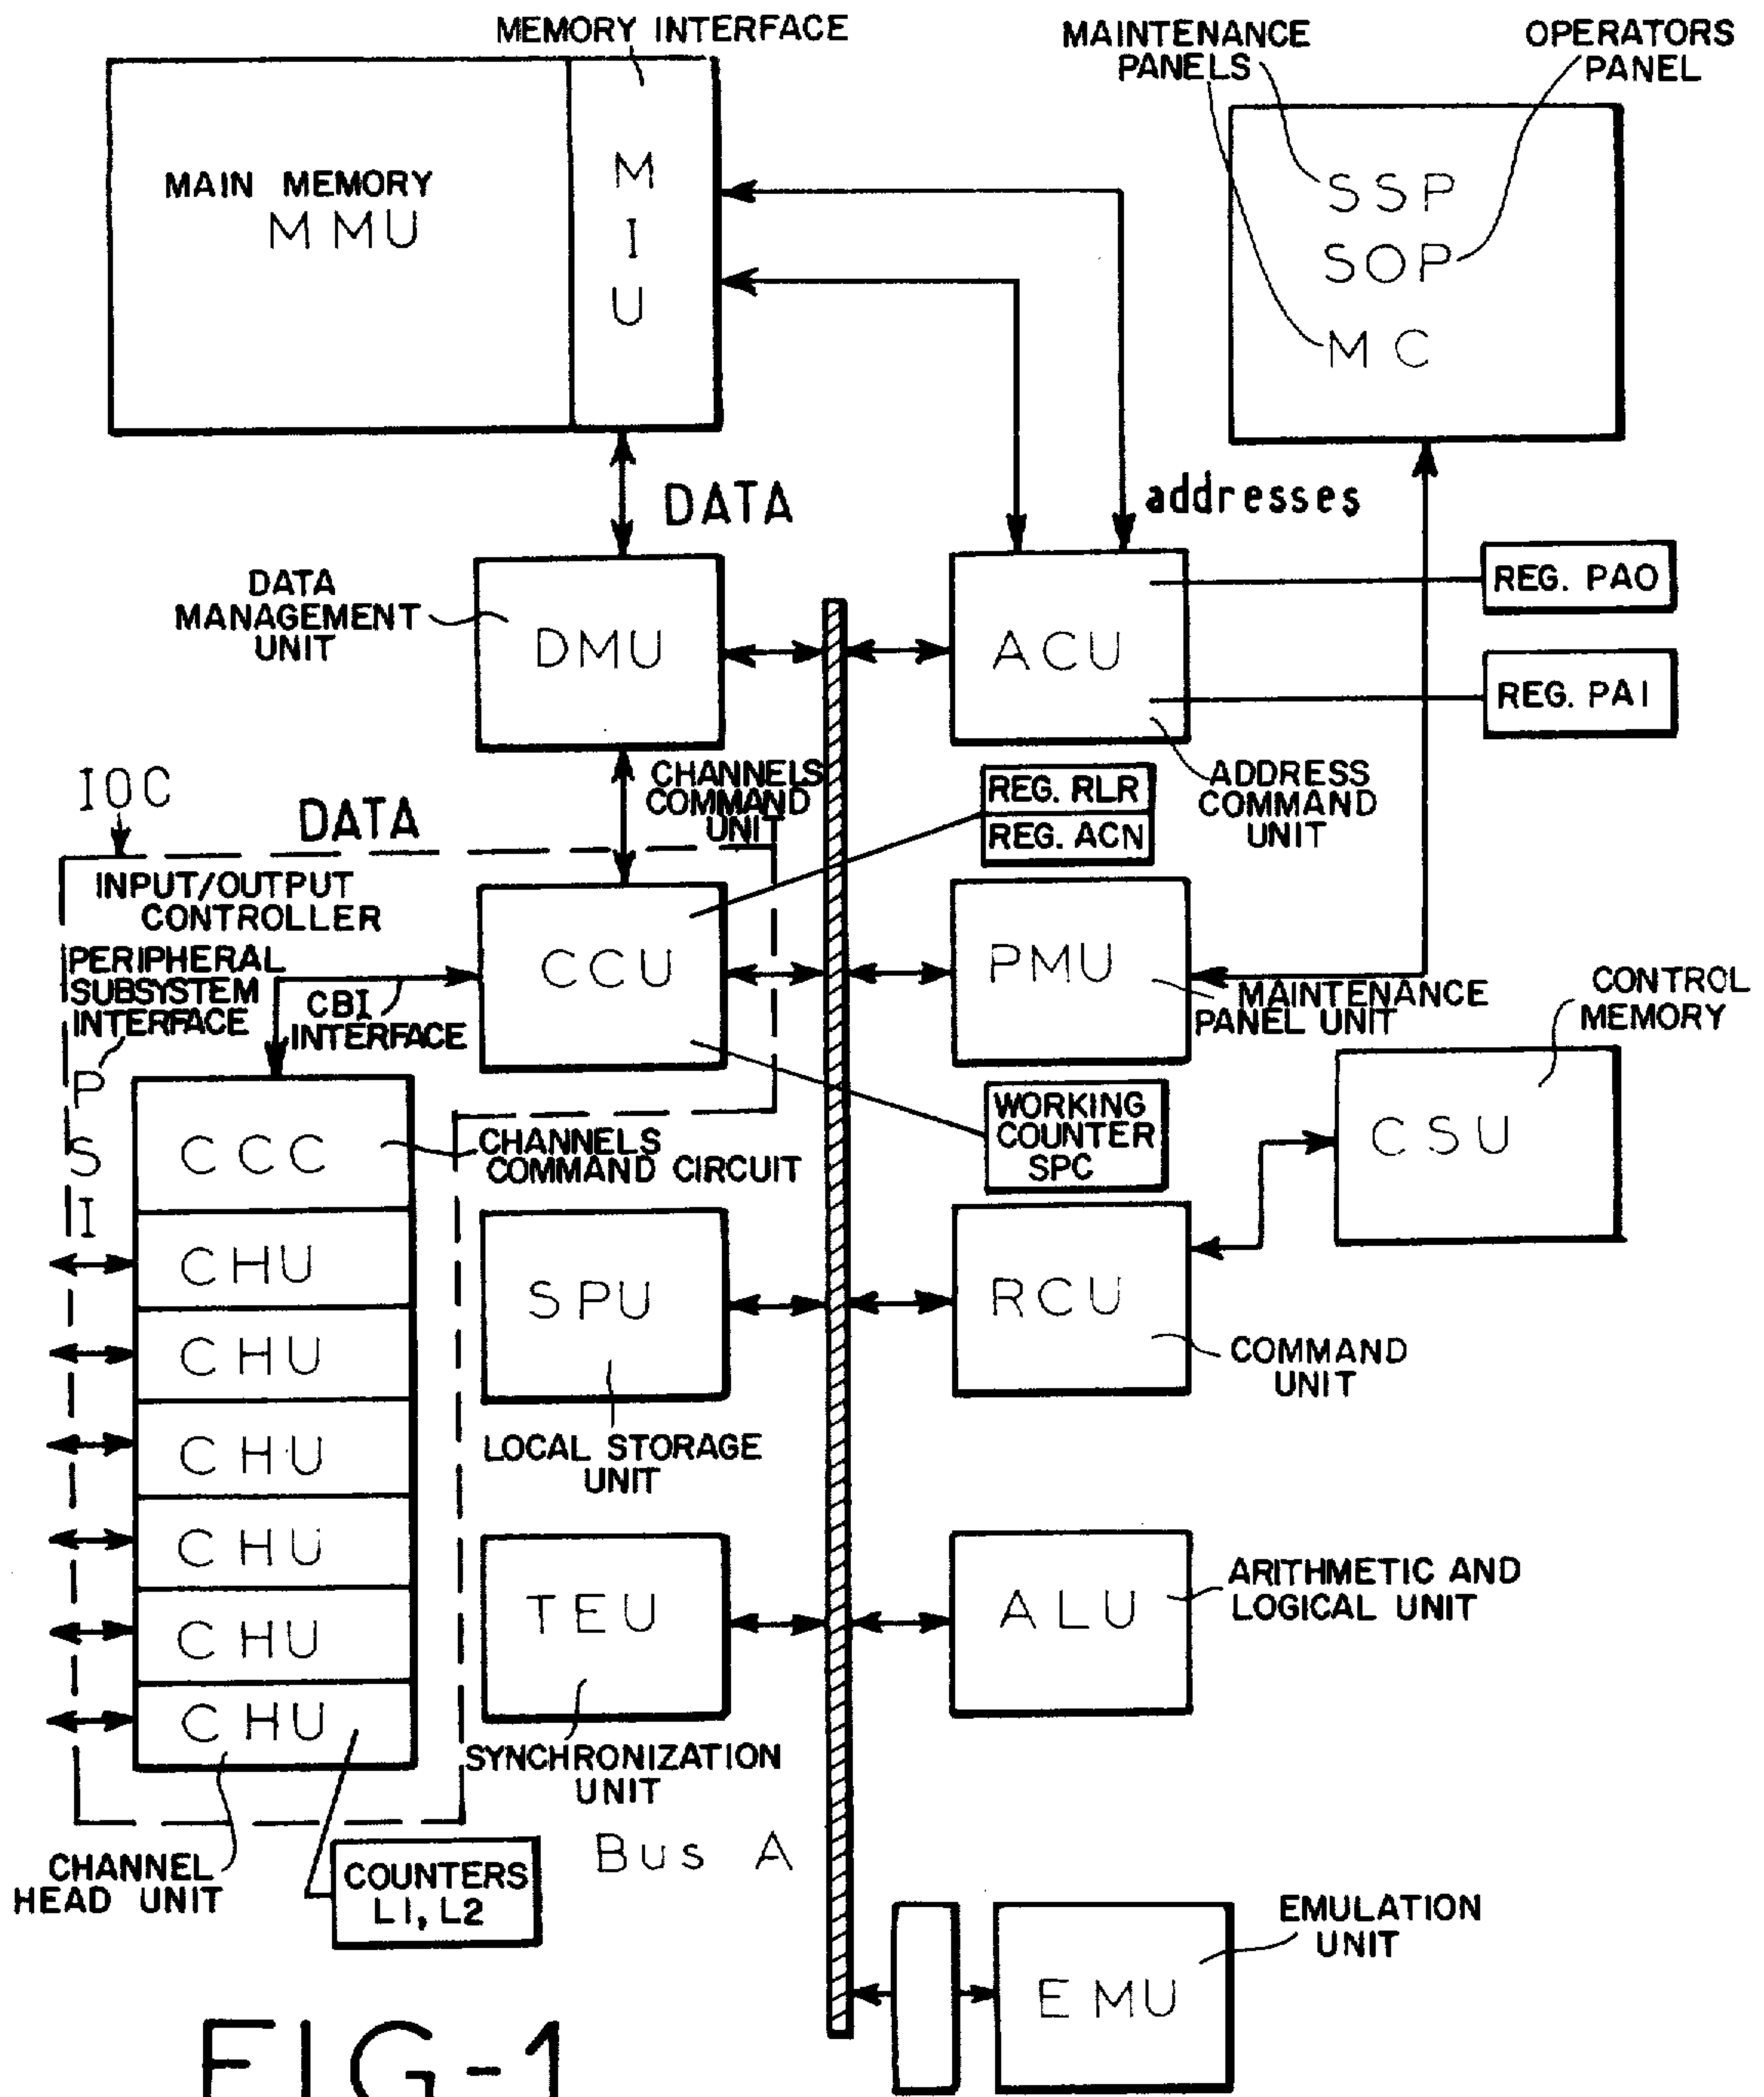 MEMORY INTERFACE
MAIN MEMORY
MMU
M
I
U
MAINTENANCE
PANELS
OPERATORS
PANEL
SSP
SOP
MC
DATA
addresses
DATA
MANAGEMENT
UNIT
DMU
ACU
REG. PAO
REG. PAI
ADDRESS
COMMAND
UNIT
CHANNELS
COMMAND
UNIT
REG. RLR
REG. ACN
IOC
DATA
INPUT/OUTPUT
CONTROLLER
PERIPHERAL
SUBSYSTEM
INTERFACE
CBI
INTERFACE
CCU
PMU
MAINTENANCE
PANEL UNIT
CONTROL
MEMORY
P
S
I
CCC
CHANNELS
COMMAND CIRCUIT
WORKING
COUNTER
SPC
CSU
CHU
CHU
CHU
CHU
CHU
CHU
SPU
LOCAL STORAGE
UNIT
RCU
COMMAND
UNIT
TEU
SYNCHRONIZATION
UNIT
ALU
ARITHMETIC AND
LOGICAL UNIT
CHANNEL
HEAD UNIT
COUNTERS
L1, L2
Bus A
EMULATION
UNIT
EMU
FIG-1